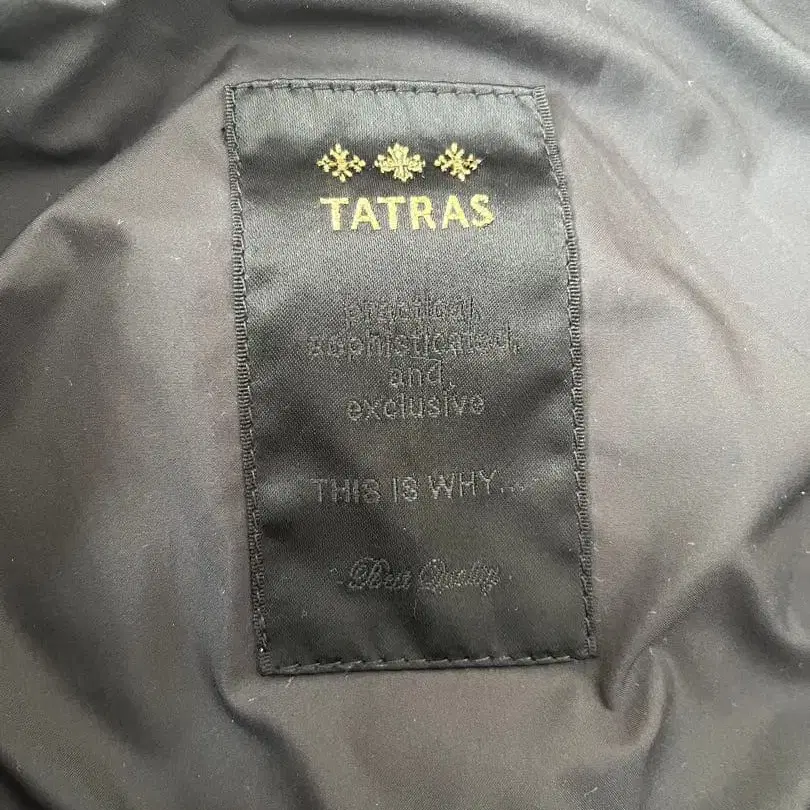 TATRAS
practical,
sophisticated,
and,
exclusive
THIS IS WHY...
-Best Quality-